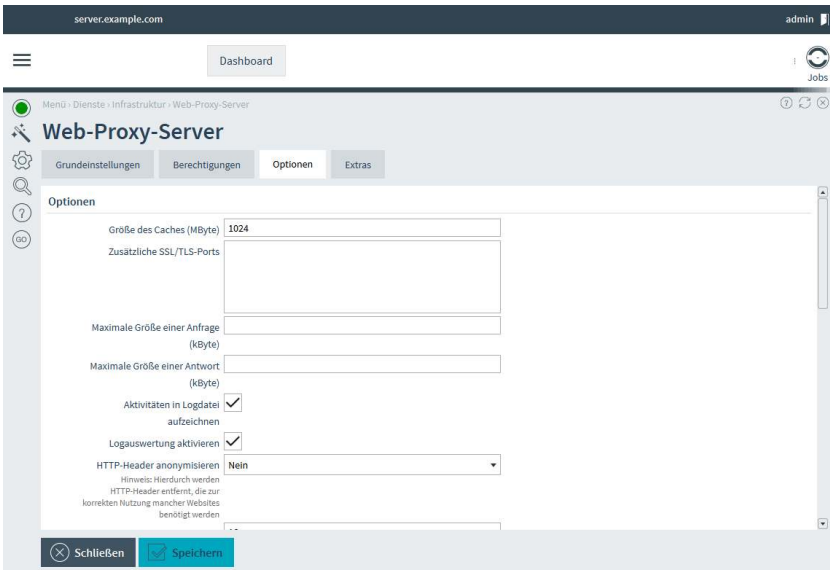 server.example.com
admin
Dashboard
Jobs
Menü › Dienste › Infrastruktur › Web-Proxy-Server
Web-Proxy-Server
Grundeinstellungen
Berechtigungen
Optionen
Extras
Optionen
Größe des Caches (MByte)
1024
Zusätzliche SSL/TLS-Ports
Maximale Größe einer Anfrage
(kByte)
Maximale Größe einer Antwort
(kByte)
Aktivitäten in Logdatei
aufzeichnen
Logauswertung aktivieren
HTTP-Header anonymisieren
Nein
Hinweis: Hierdurch werden
HTTP-Header entfernt, die zur
korrekten Nutzung mancher Websites
benötigt werden
GO
Schließen
Speichern